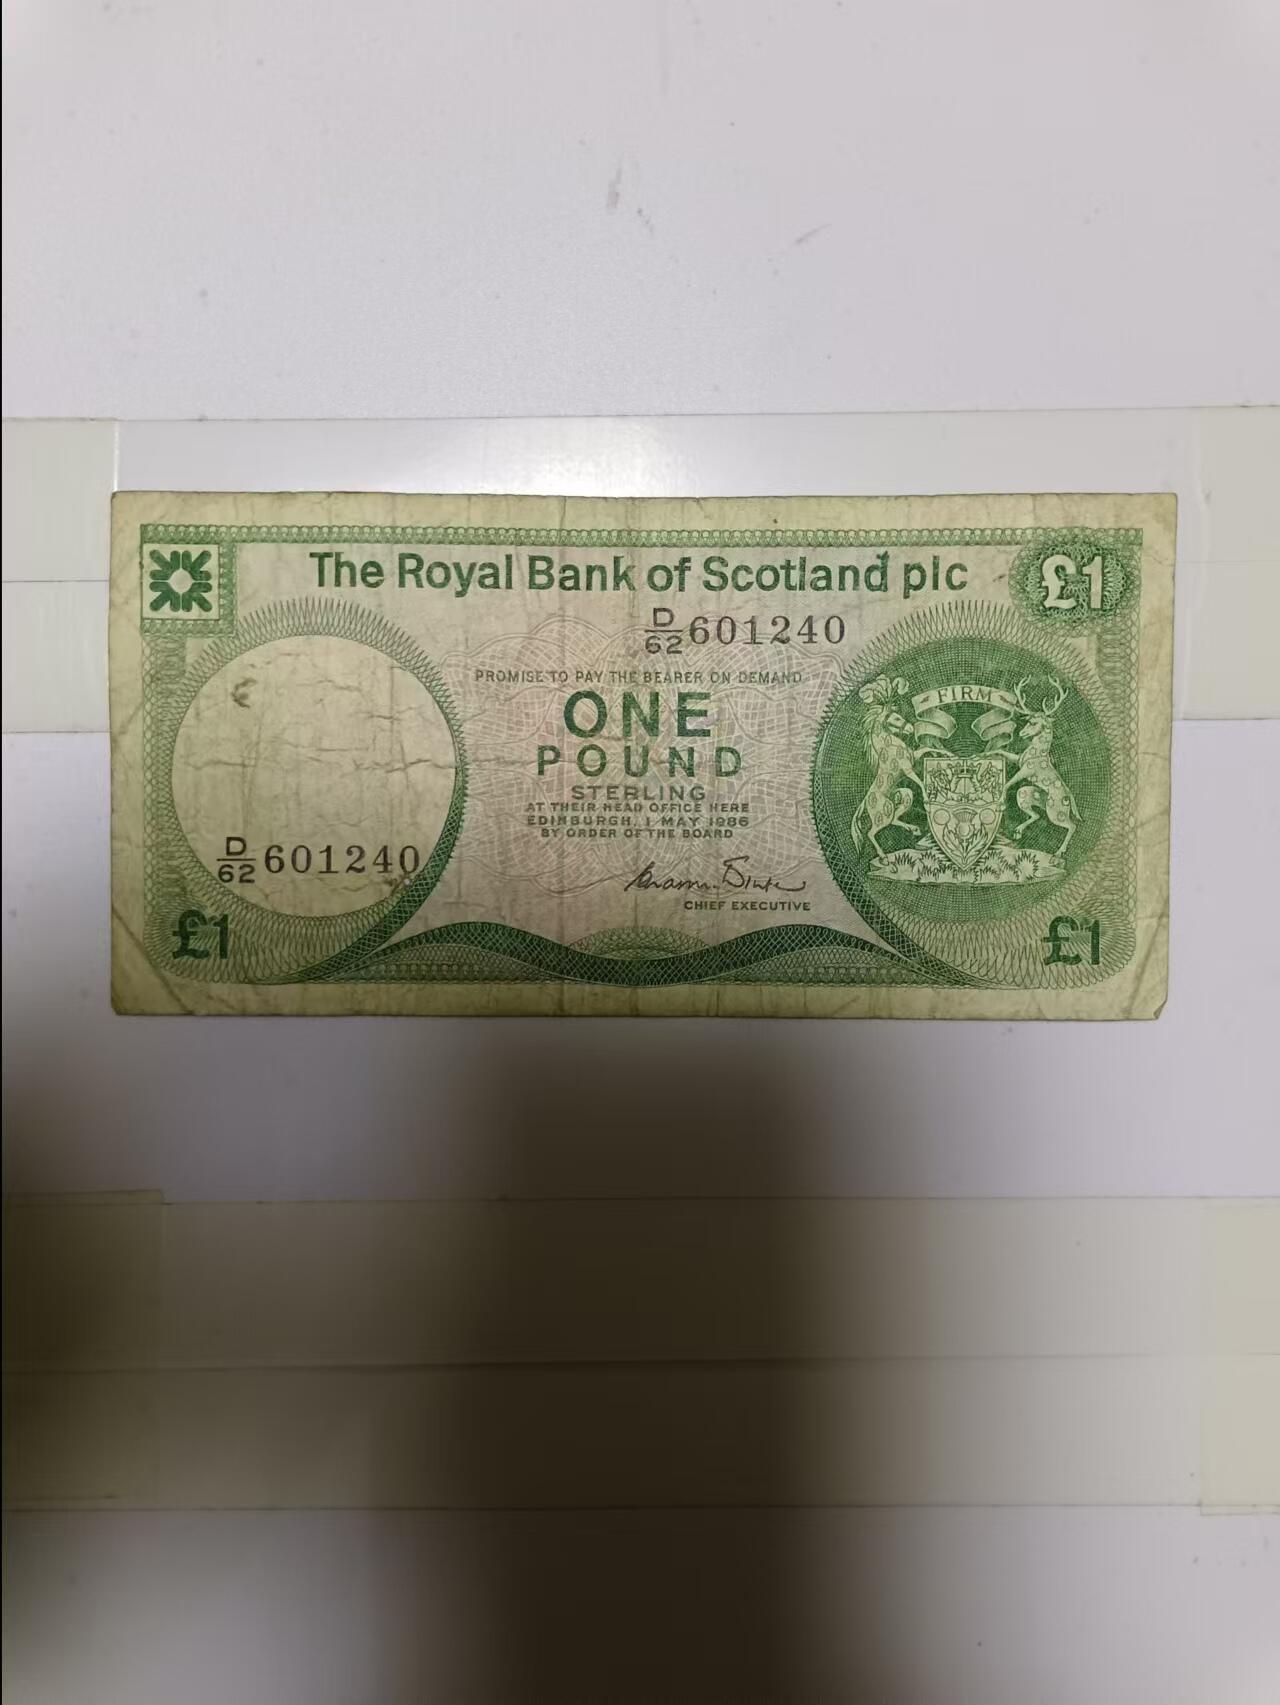 The Royal Bank of Scotland plc
£1
D/62 601240
PROMISE TO PAY THE BEARER ON DEMAND
ONE
POUND
STERLING
AT THEIR HEAD OFFICE HERE
EDINBURGH, 1 MAY 1986
BY ORDER OF THE BOARD
CHIEF EXECUTIVE
FIRM
D/62 601240
£1
£1